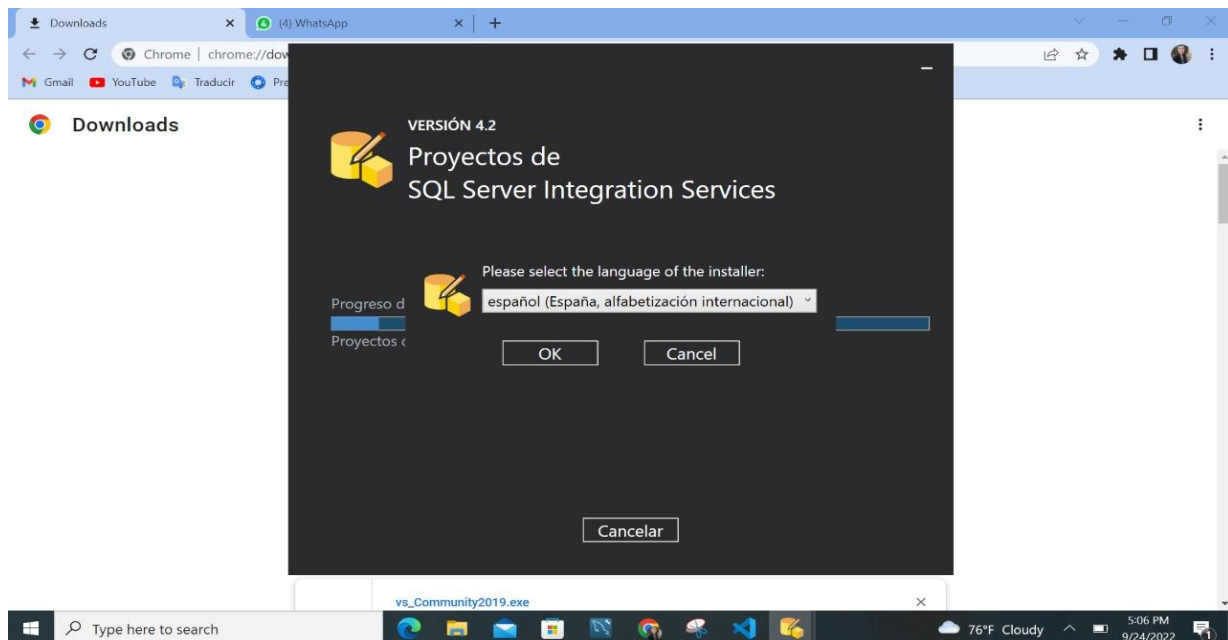 Downloads
(4) WhatsApp
Chrome | chrome://dow
Gmail YouTube Traducir Pre
Downloads
VERSIÓN 4.2
Proyectos de
SQL Server Integration Services
Please select the language of the installer:
español (España, alfabetización internacional)
Progreso d
Proyectos c
OK Cancel
Cancelar
vs_Community2019.exe
Type here to search
76°F Cloudy
5:06 PM
9/24/2022